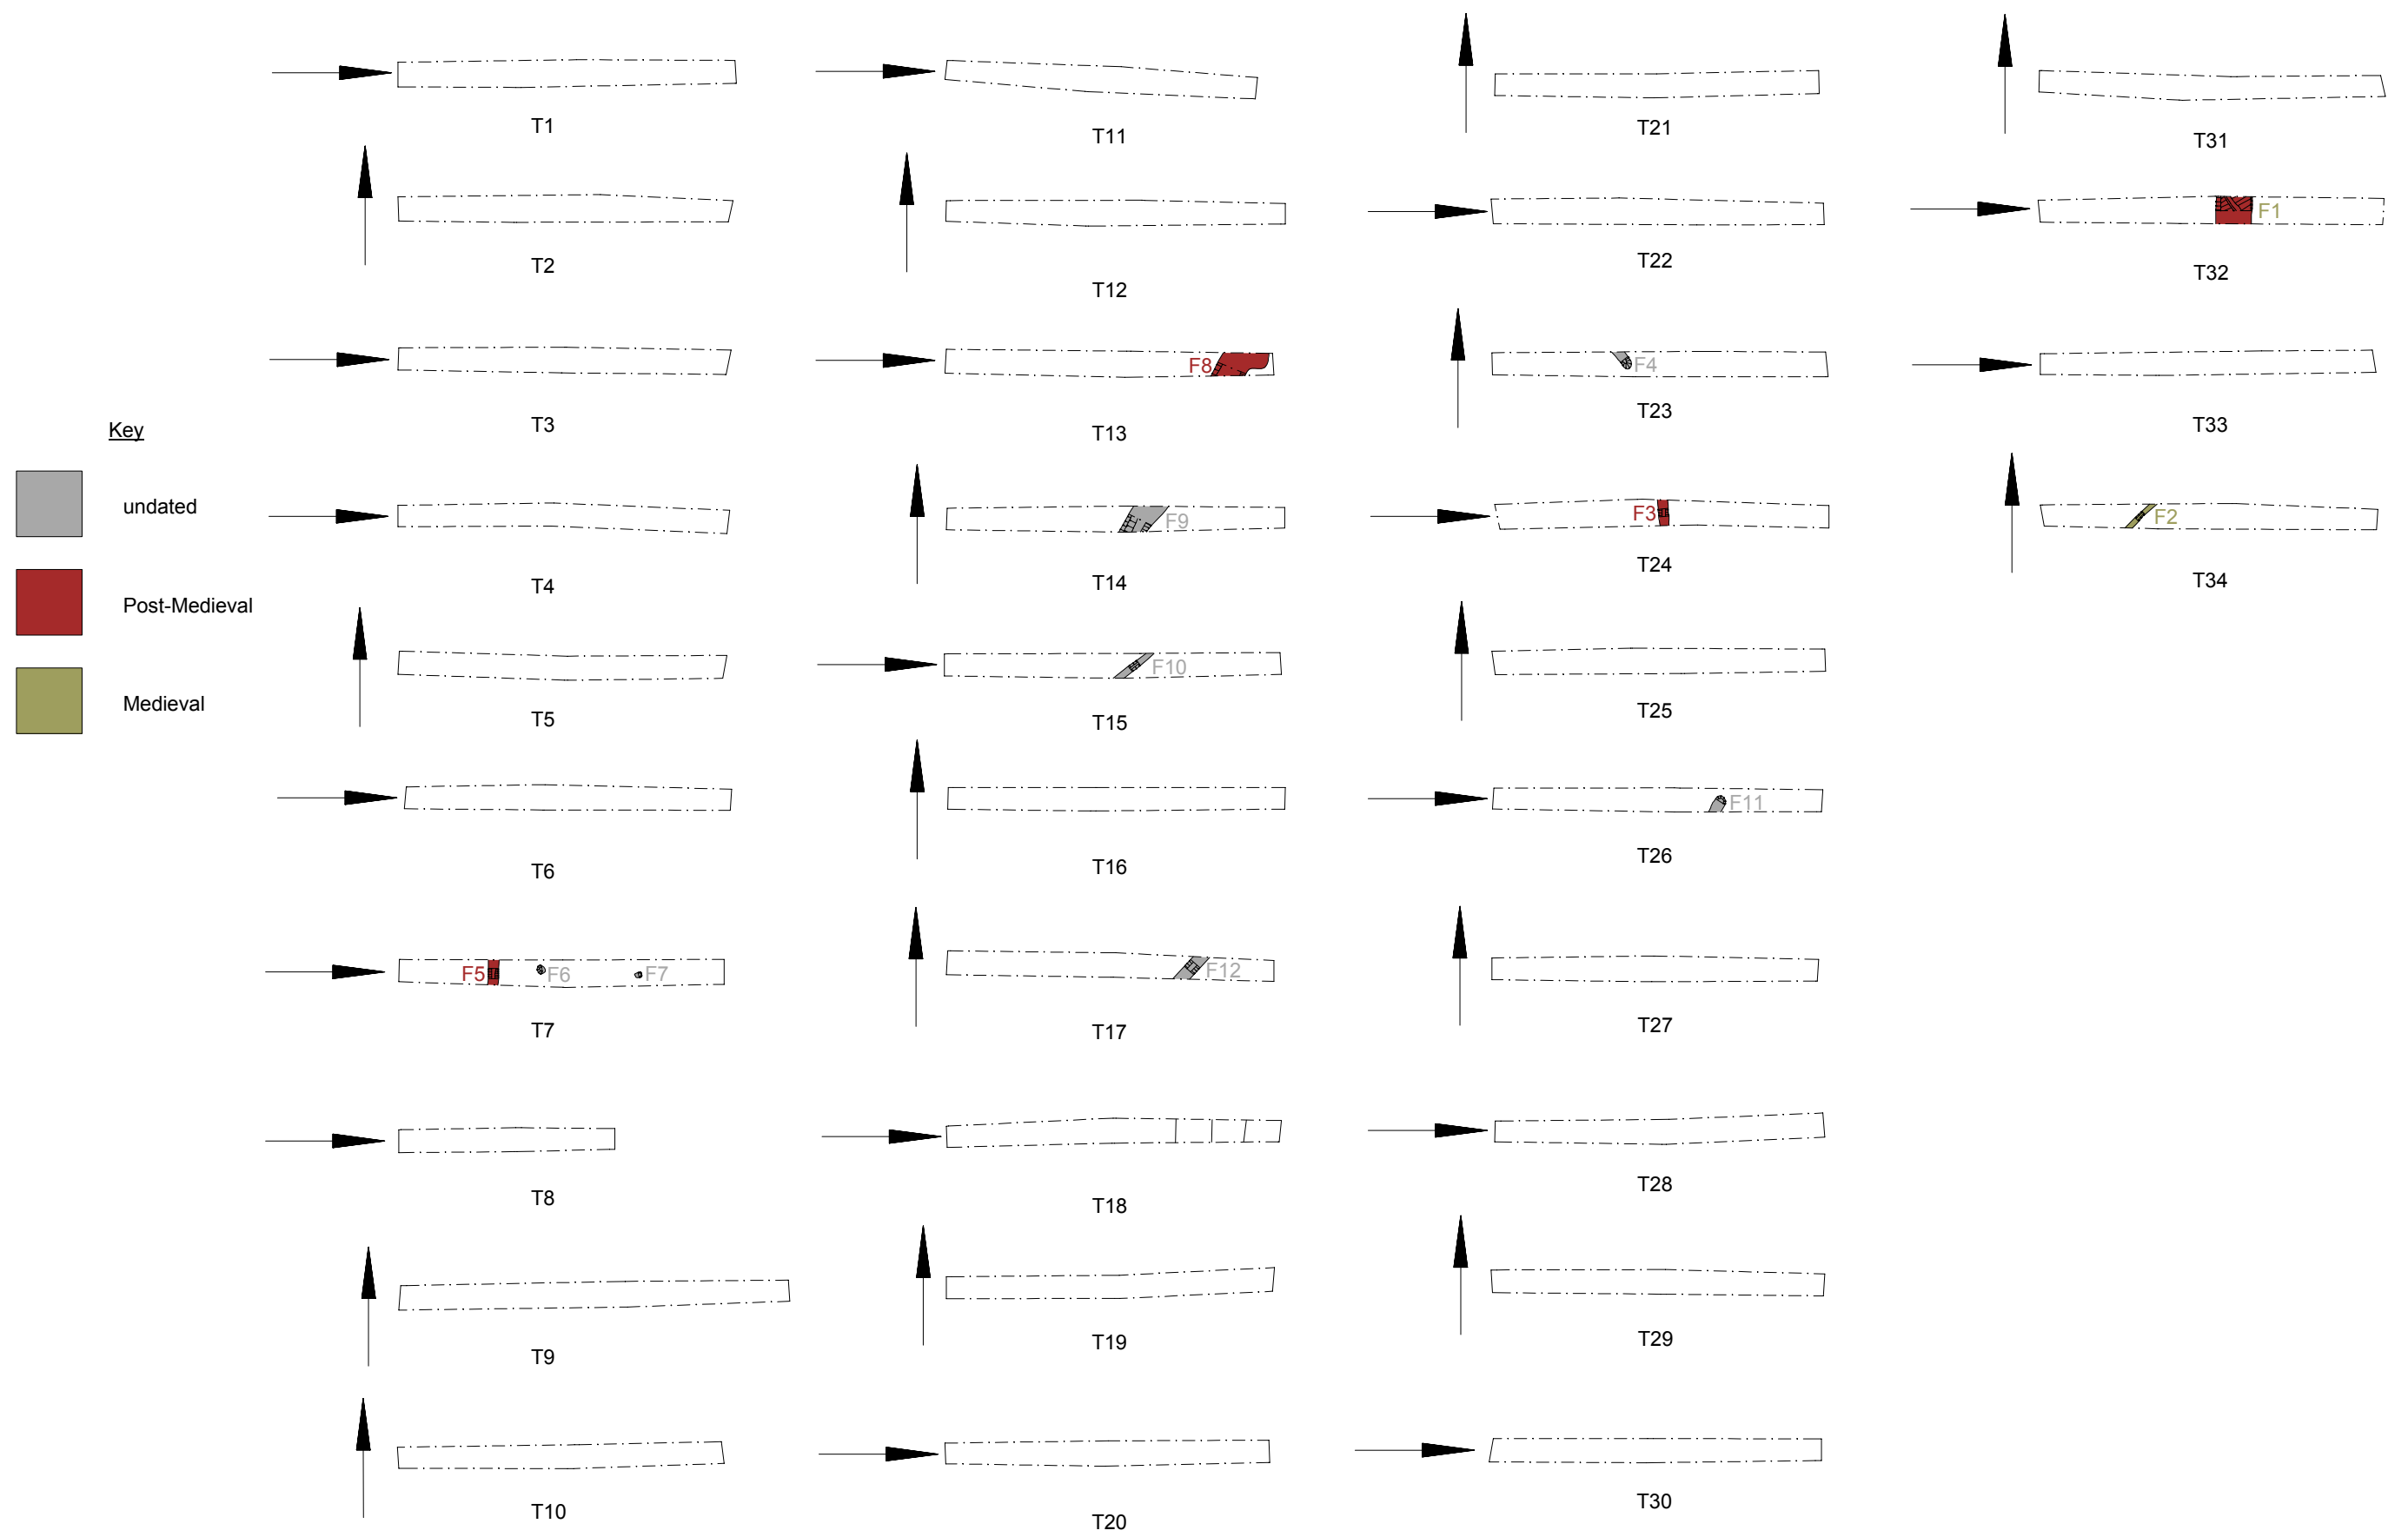 Key
undated
Post-Medieval
Medieval
T1
T2
T3
T4
T5
T6
F5 F6 F7
T7
T8
T9
T10
T11
T12
F8
T13
F9
T14
F10
T15
T16
F12
T17
T18
T19
T20
T21
T22
F4
T23
F3
T24
T25
F11
T26
T27
T28
T29
T30
T31
F1
T32
T33
F2
T34